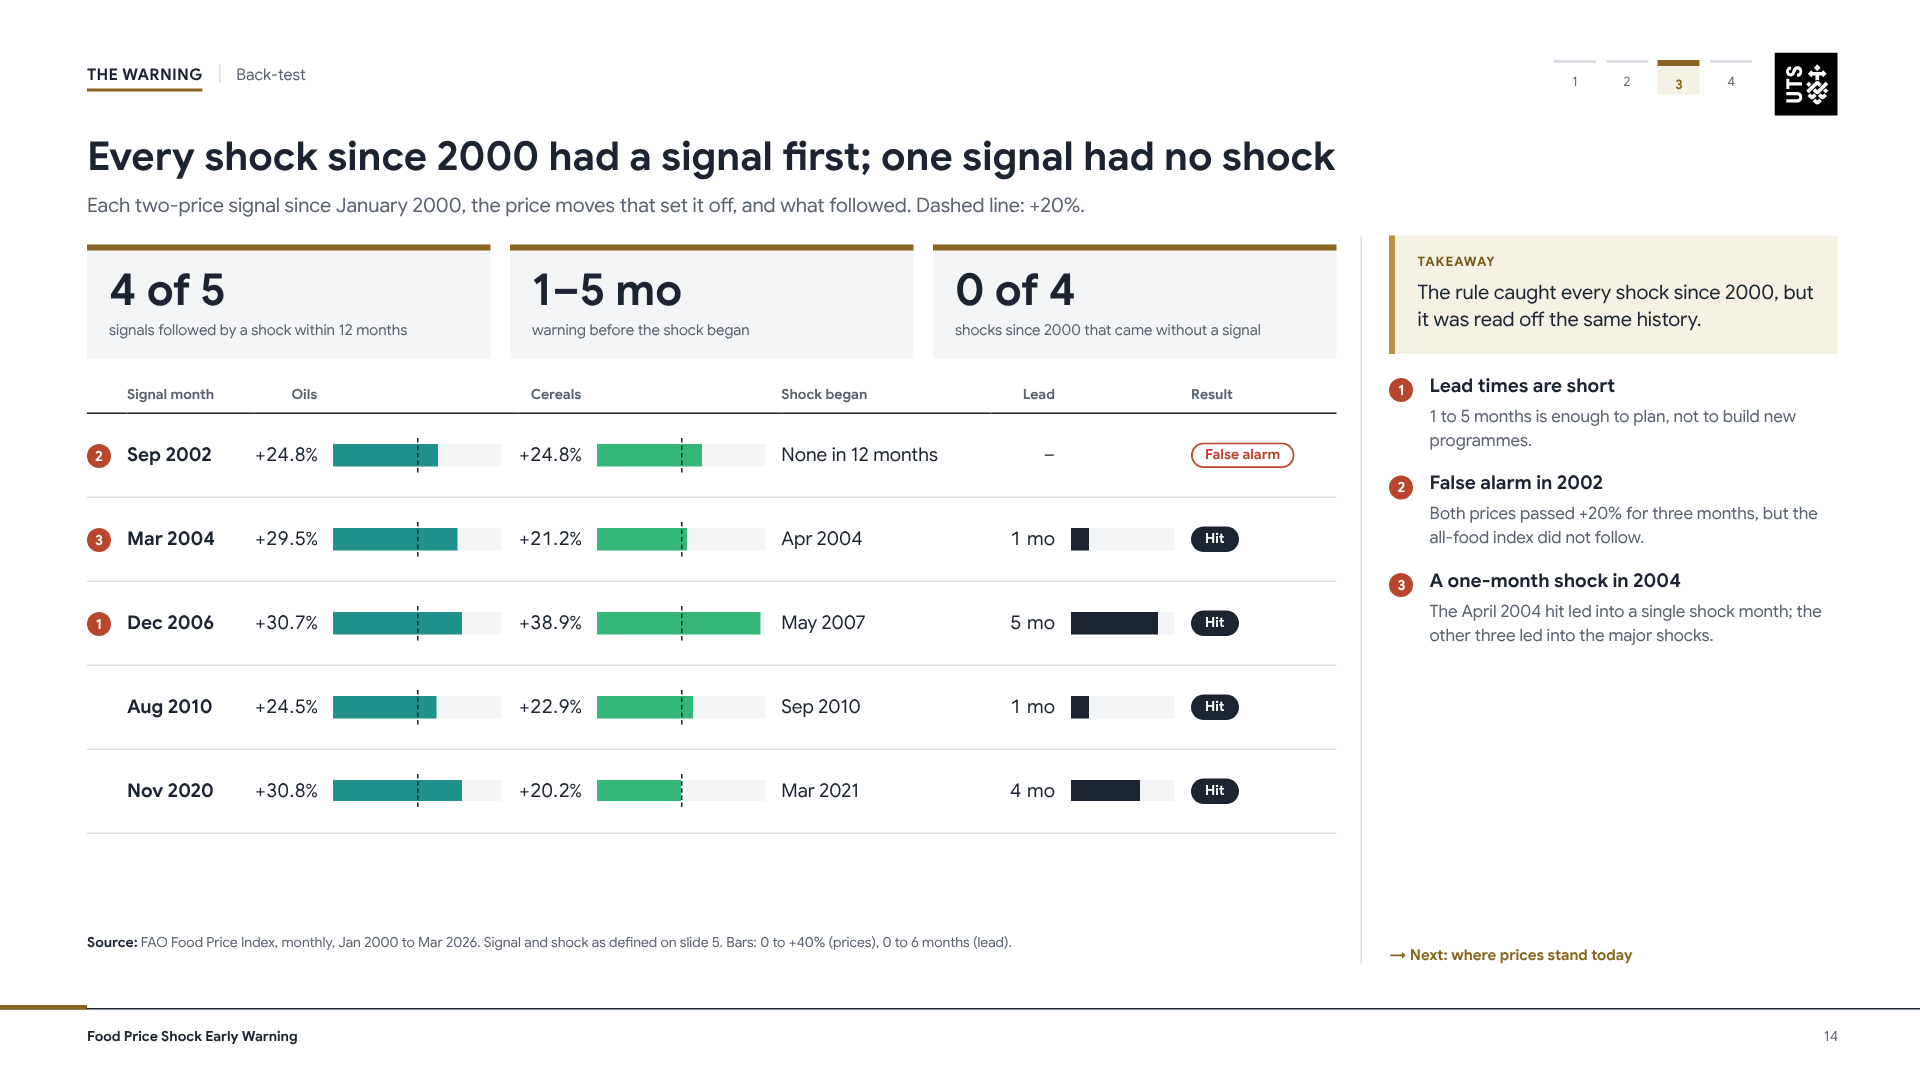 THE WARNING
Back-test
1 2 3 4
UTS
Every shock since 2000 had a signal first; one signal had no shock
Each two-price signal since January 2000, the price moves that set it off, and what followed. Dashed line: +20%.
4 of 5
signals followed by a shock within 12 months
1–5 mo
warning before the shock began
0 of 4
shocks since 2000 that came without a signal
Signal month Oils Cereals Shock began Lead Result
2 Sep 2002 +24.8% +24.8% None in 12 months – False alarm
3 Mar 2004 +29.5% +21.2% Apr 2004 1 mo Hit
1 Dec 2006 +30.7% +38.9% May 2007 5 mo Hit
Aug 2010 +24.5% +22.9% Sep 2010 1 mo Hit
Nov 2020 +30.8% +20.2% Mar 2021 4 mo Hit
Source: FAO Food Price Index, monthly, Jan 2000 to Mar 2026. Signal and shock as defined on slide 5. Bars: 0 to +40% (prices), 0 to 6 months (lead).
TAKEAWAY
The rule caught every shock since 2000, but
it was read off the same history.
1 Lead times are short
1 to 5 months is enough to plan, not to build new
programmes.
2 False alarm in 2002
Both prices passed +20% for three months, but the
all-food index did not follow.
3 A one-month shock in 2004
The April 2004 hit led into a single shock month; the
other three led into the major shocks.
→ Next: where prices stand today
Food Price Shock Early Warning
14